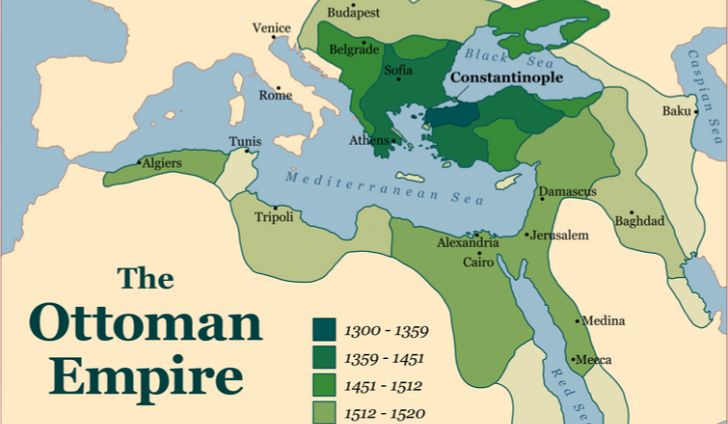 Budapest
Venice
Belgrade
Black Sea
Caspian Sea
Sofia
Constantinople
Rome
Baku
Athens
Tunis
Algiers
Mediterranean Sea
Damascus
Tripoli
Baghdad
Alexandria
Jerusalem
Cairo
The
Ottoman
Empire
1300 - 1359
1359 - 1451
1451 - 1512
1512 - 1520
Medina
Mecca
Red Sea